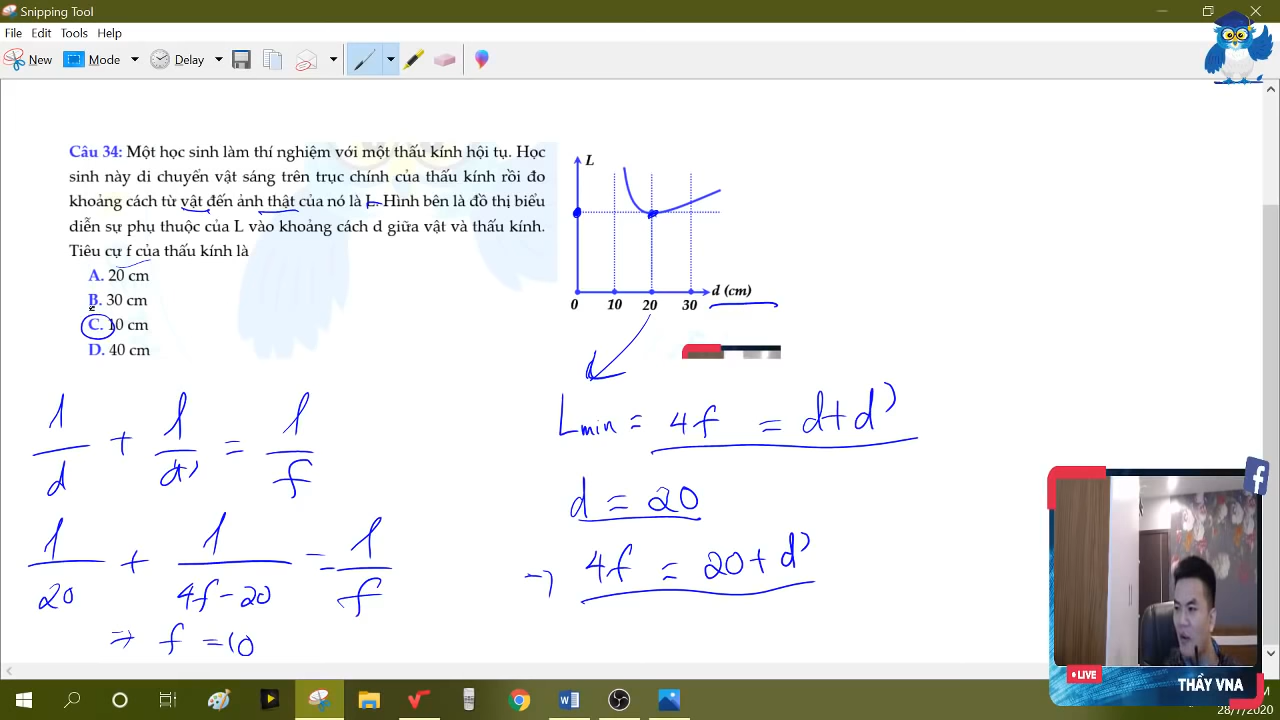 Snipping Tool
File Edit Tools Help
New Mode Delay
Câu 34: Một học sinh làm thí nghiệm với một thấu kính hội tụ. Học
sinh này di chuyển vật sáng trên trục chính của thấu kính rồi đo
khoảng cách từ vật đến ảnh thật của nó là L. Hình bên là đồ thị biểu
diễn sự phụ thuộc của L vào khoảng cách d giữa vật và thấu kính.
Tiêu cự f của thấu kính là
A. 20 cm
B. 30 cm
C. 10 cm
D. 40 cm
L
d (cm)
0 10 20 30
Lmin = 4f = d+d'
d = 20
→ 4f = 20+d'
1/d + 1/d' = 1/f
1/20 + 1/(4f-20) = 1/f
⇒ f = 10
LIVE
THẦY VNA
28/7/2020